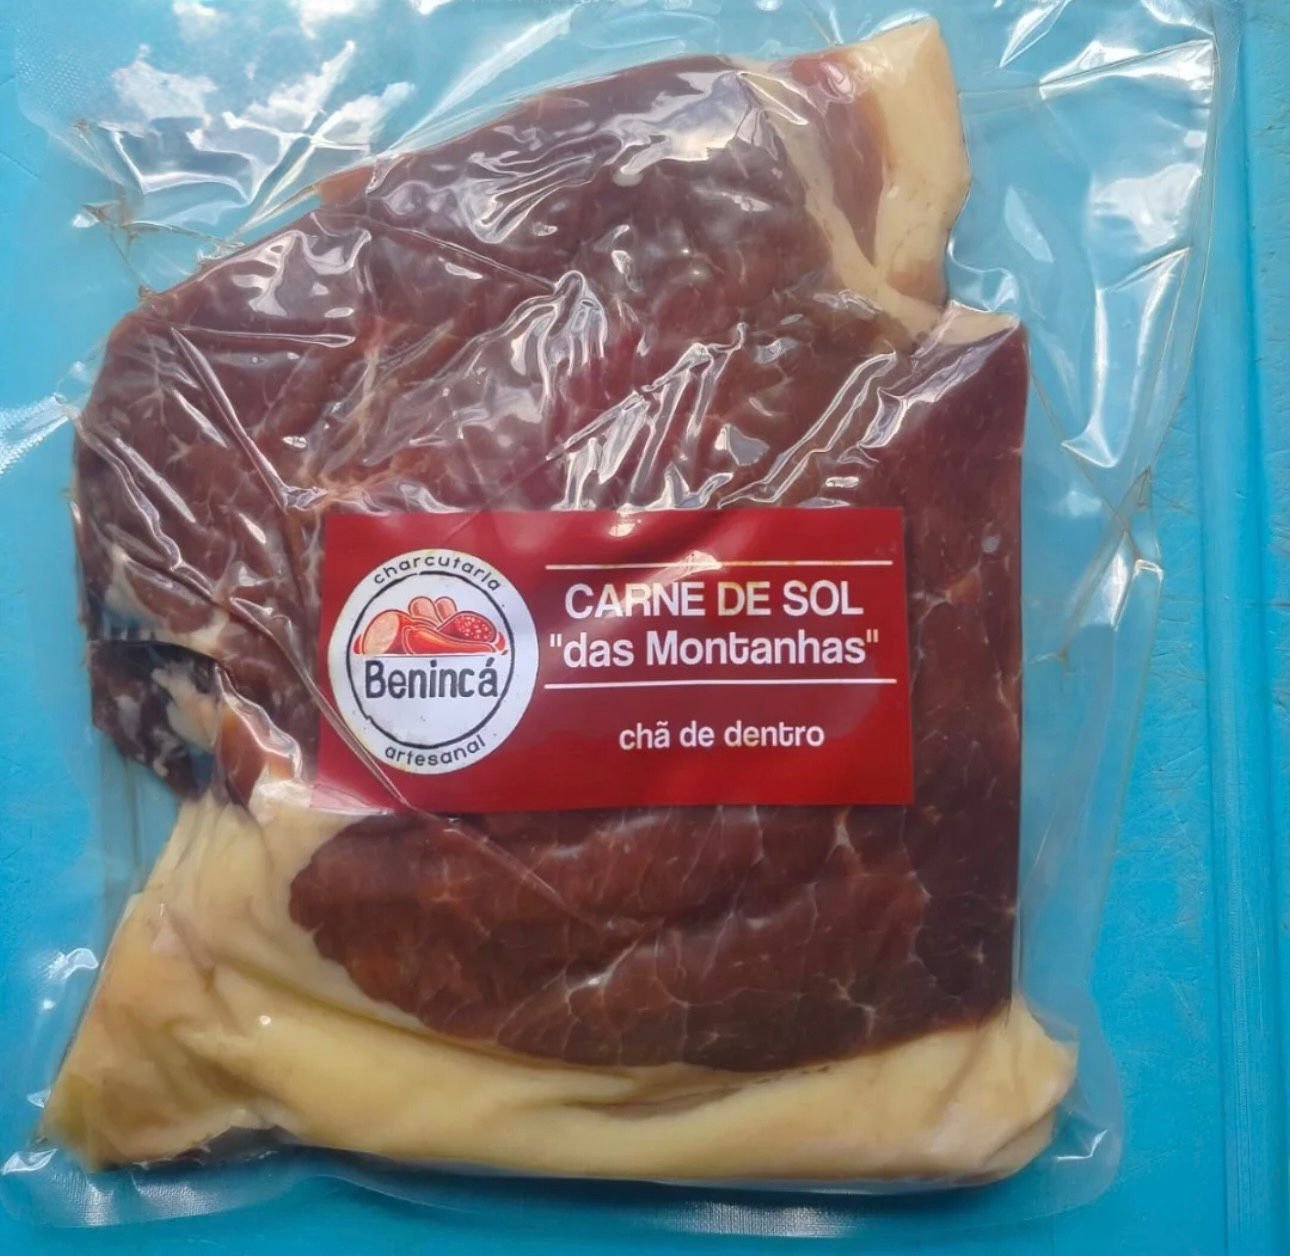 charcutaria
Benincá
artesanal
CARNE DE SOL
"das Montanhas"
chã de dentro